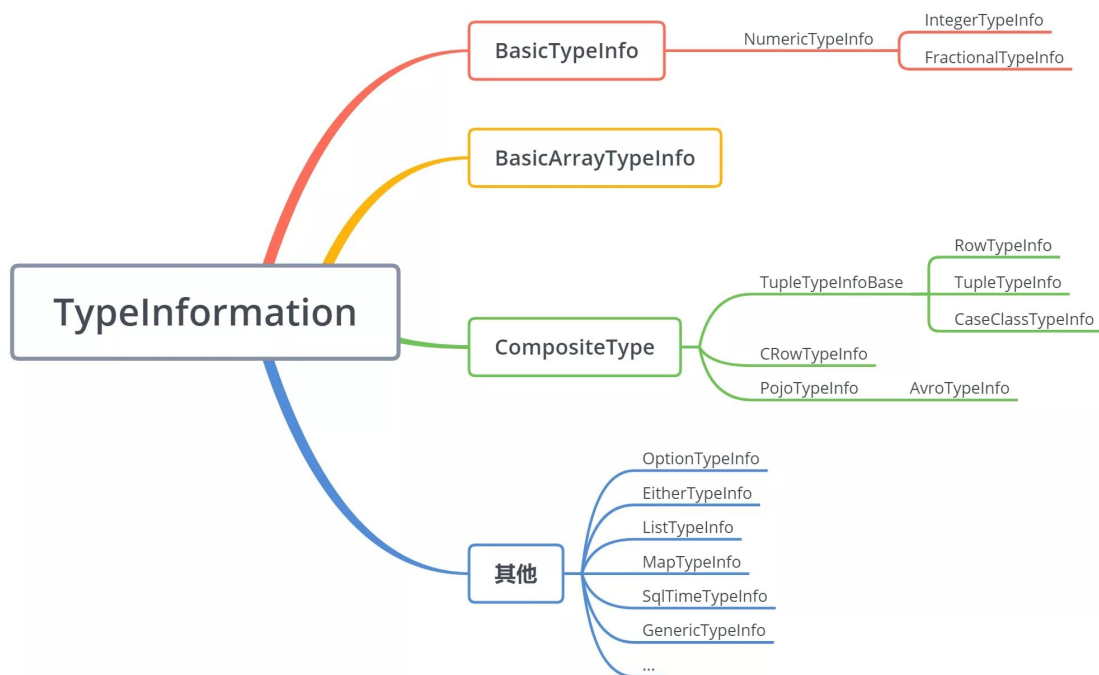 TypeInformation
BasicTypeInfo
NumericTypeInfo
IntegerTypeInfo
FractionalTypeInfo
BasicArrayTypeInfo
CompositeType
TupleTypeInfoBase
RowTypeInfo
TupleTypeInfo
CaseClassTypeInfo
CRowTypeInfo
PojoTypeInfo
AvroTypeInfo
其他
OptionTypeInfo
EitherTypeInfo
ListTypeInfo
MapTypeInfo
SqlTimeTypeInfo
GenericTypeInfo
...